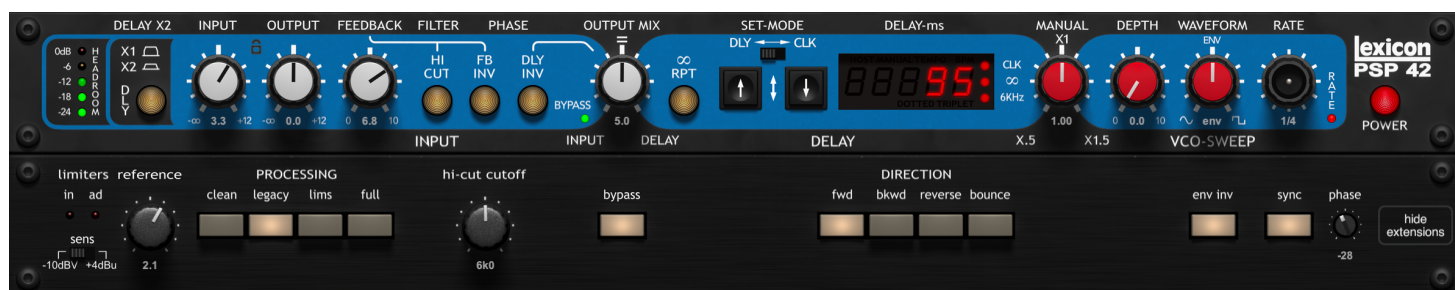 DELAY X2 INPUT OUTPUT FEEDBACK FILTER PHASE OUTPUT MIX SET-MODE DELAY-ms MANUAL DEPTH WAVEFORM RATE
= DLY CLK X1 ENV
0dB
-6
-12
-18
-24
HEADROOM
X1
X2
DLY
HI CUT
FB INV
DLY INV
∞
RPT
BYPASS
95
DOTTED TRIPLET
CLK
∞
6KHz
RATE
lexicon
PSP 42
POWER
-∞ 3.3 +12
-∞ 0.0 +12
0 6.8 10
5.0
1.00
0 0.0 10
env
1/4
INPUT INPUT DELAY DELAY X.5 X1.5 VCO-SWEEP
limiters reference PROCESSING hi-cut cutoff DIRECTION
in ad clean legacy lims full bypass fwd bkwd reverse bounce env inv sync phase
sens
-10dBV +4dBu
2.1
6k0
-28
hide
extensions